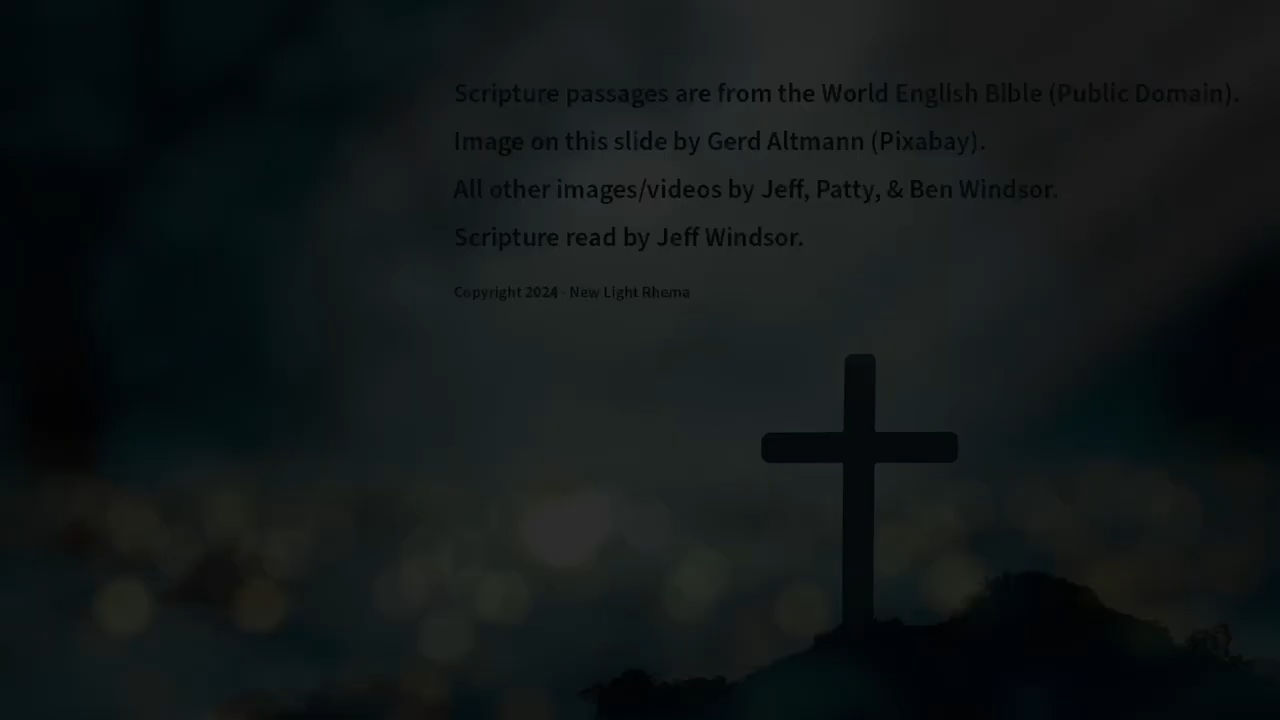 Scripture passages are from the World English Bible (Public Domain).
Image on this slide by Gerd Altmann (Pixabay).
All other images/videos by Jeff, Patty, & Ben Windsor.
Scripture read by Jeff Windsor.
Copyright 2024 - New Light Rhema